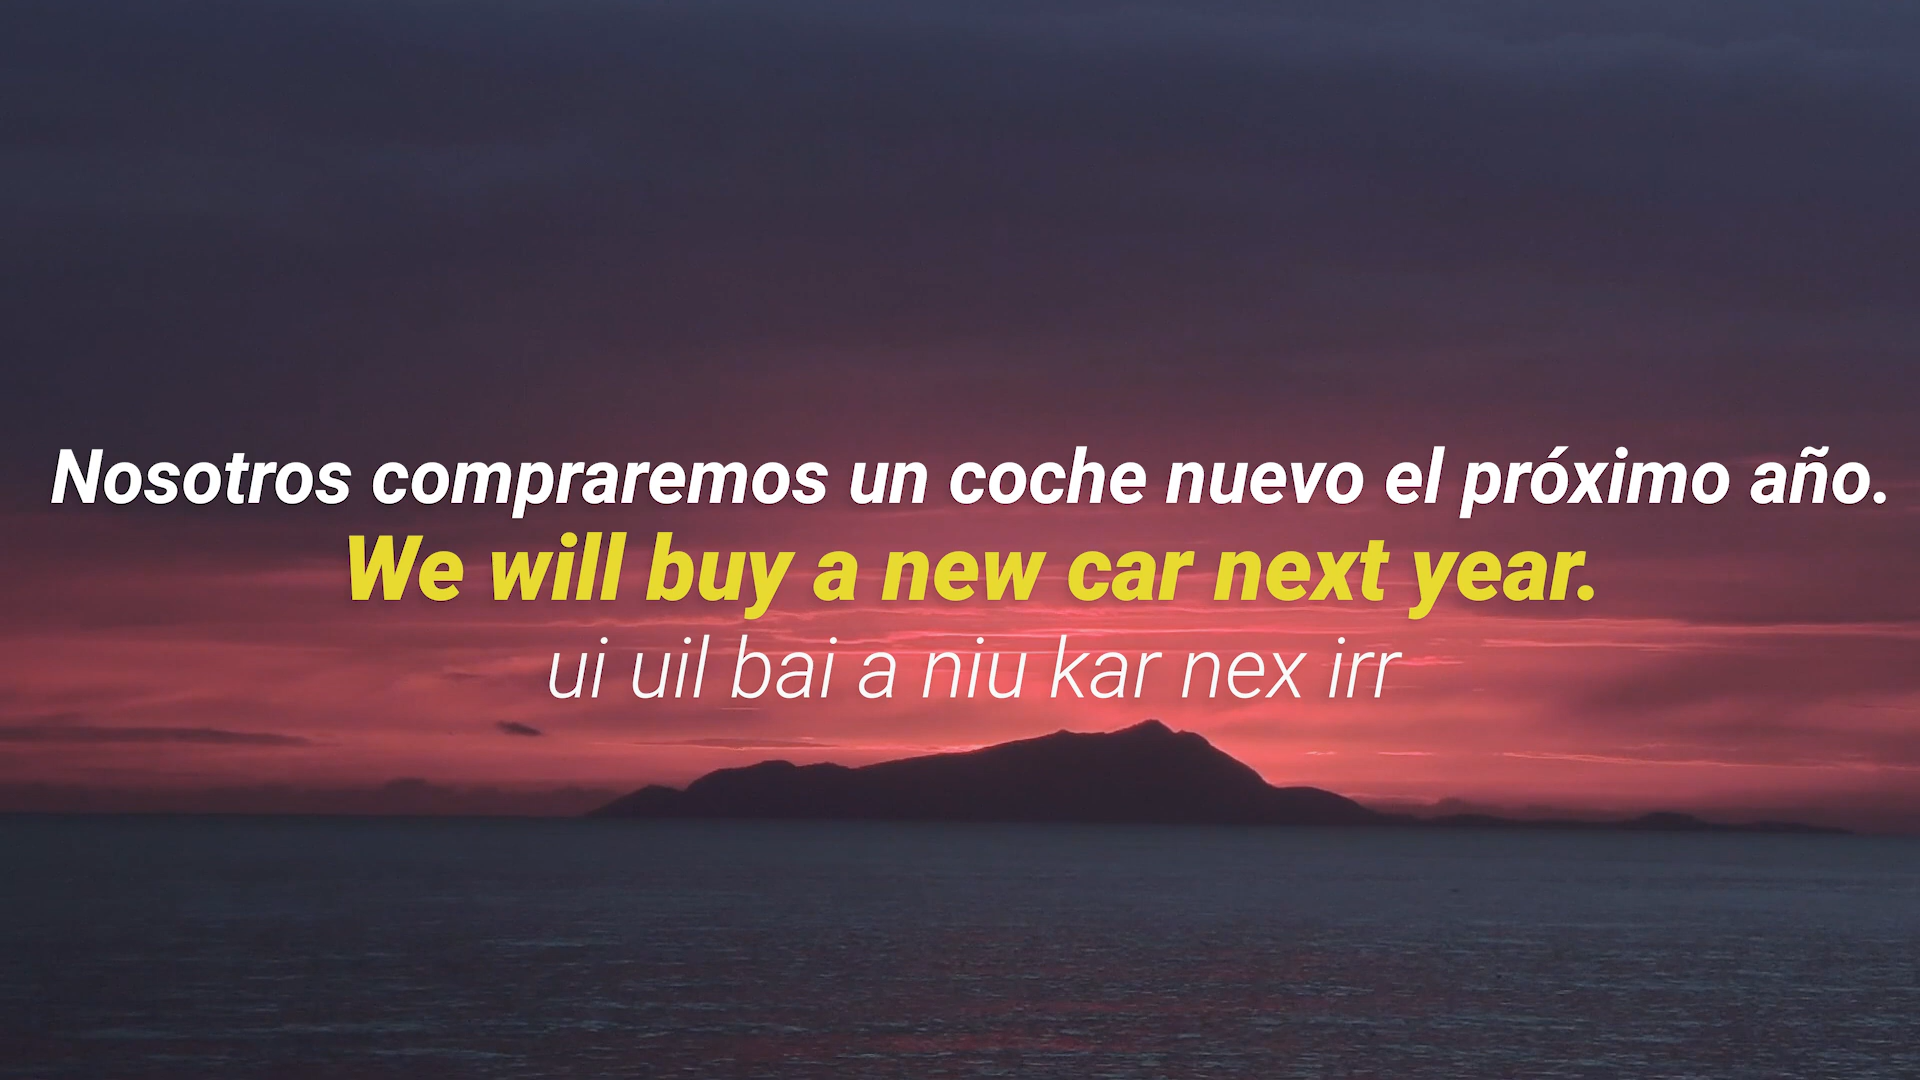 Nosotros compraremos un coche nuevo el próximo año.
We will buy a new car next year.
ui uil bai a niu kar nex irr